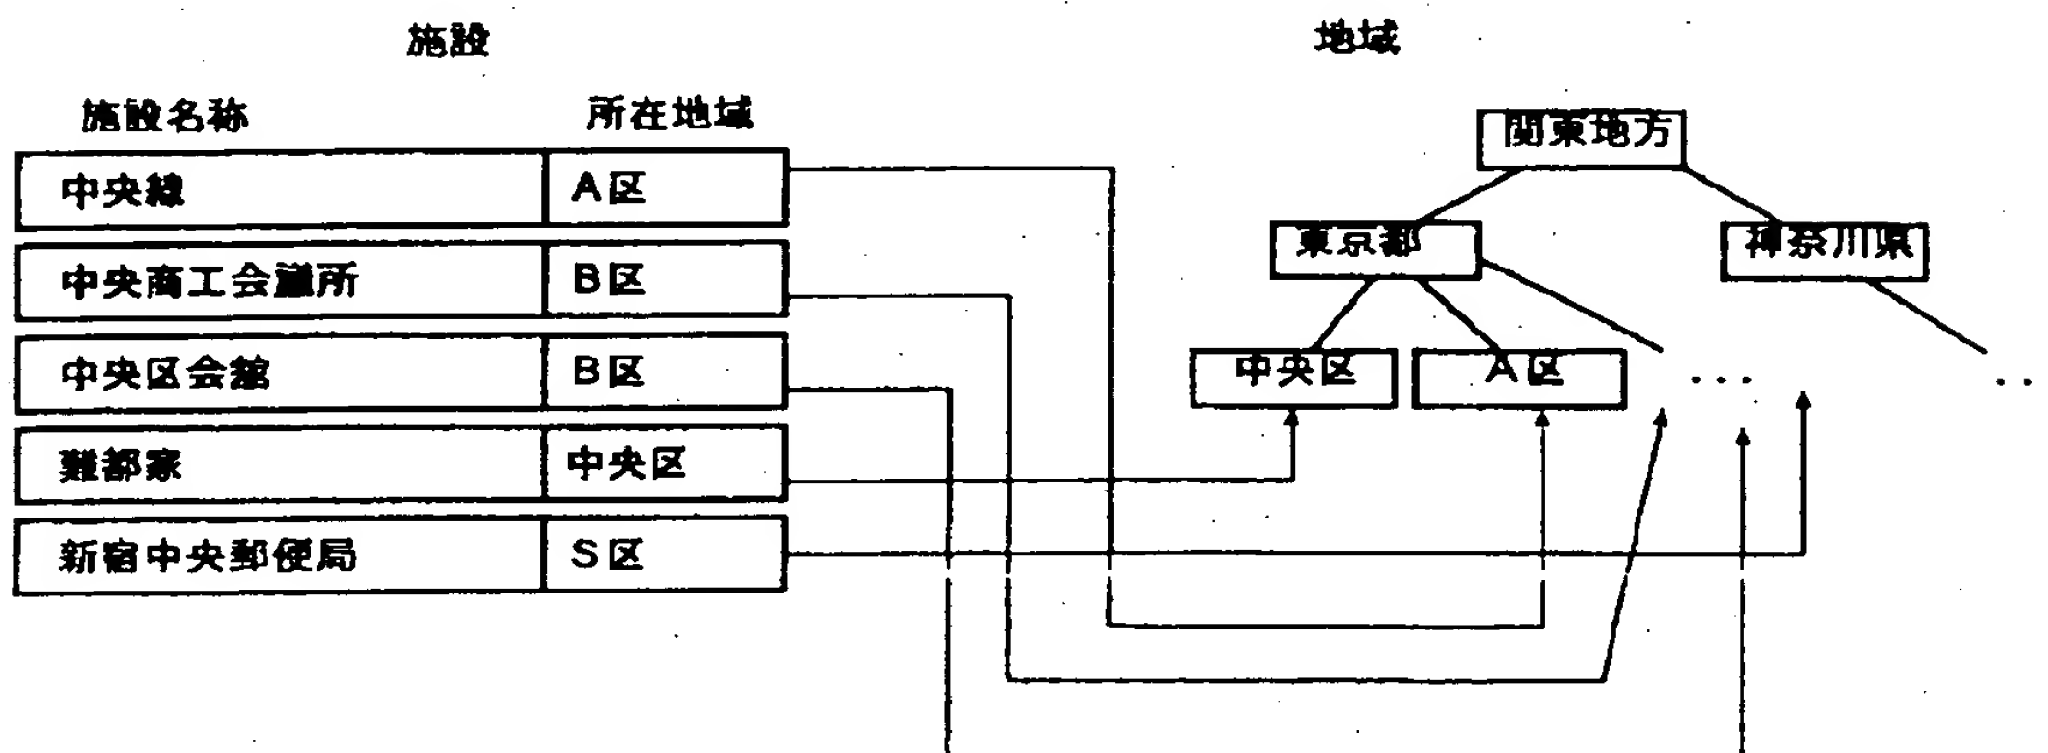 施設
地域
施設名称
所在地域
関東地方
中央線
A区
東京都
神奈川県
中央商工会議所
B区
中央区会館
B区
中央区
A区
・・・
・・
難都家
中央区
新宿中央郵便局
S区